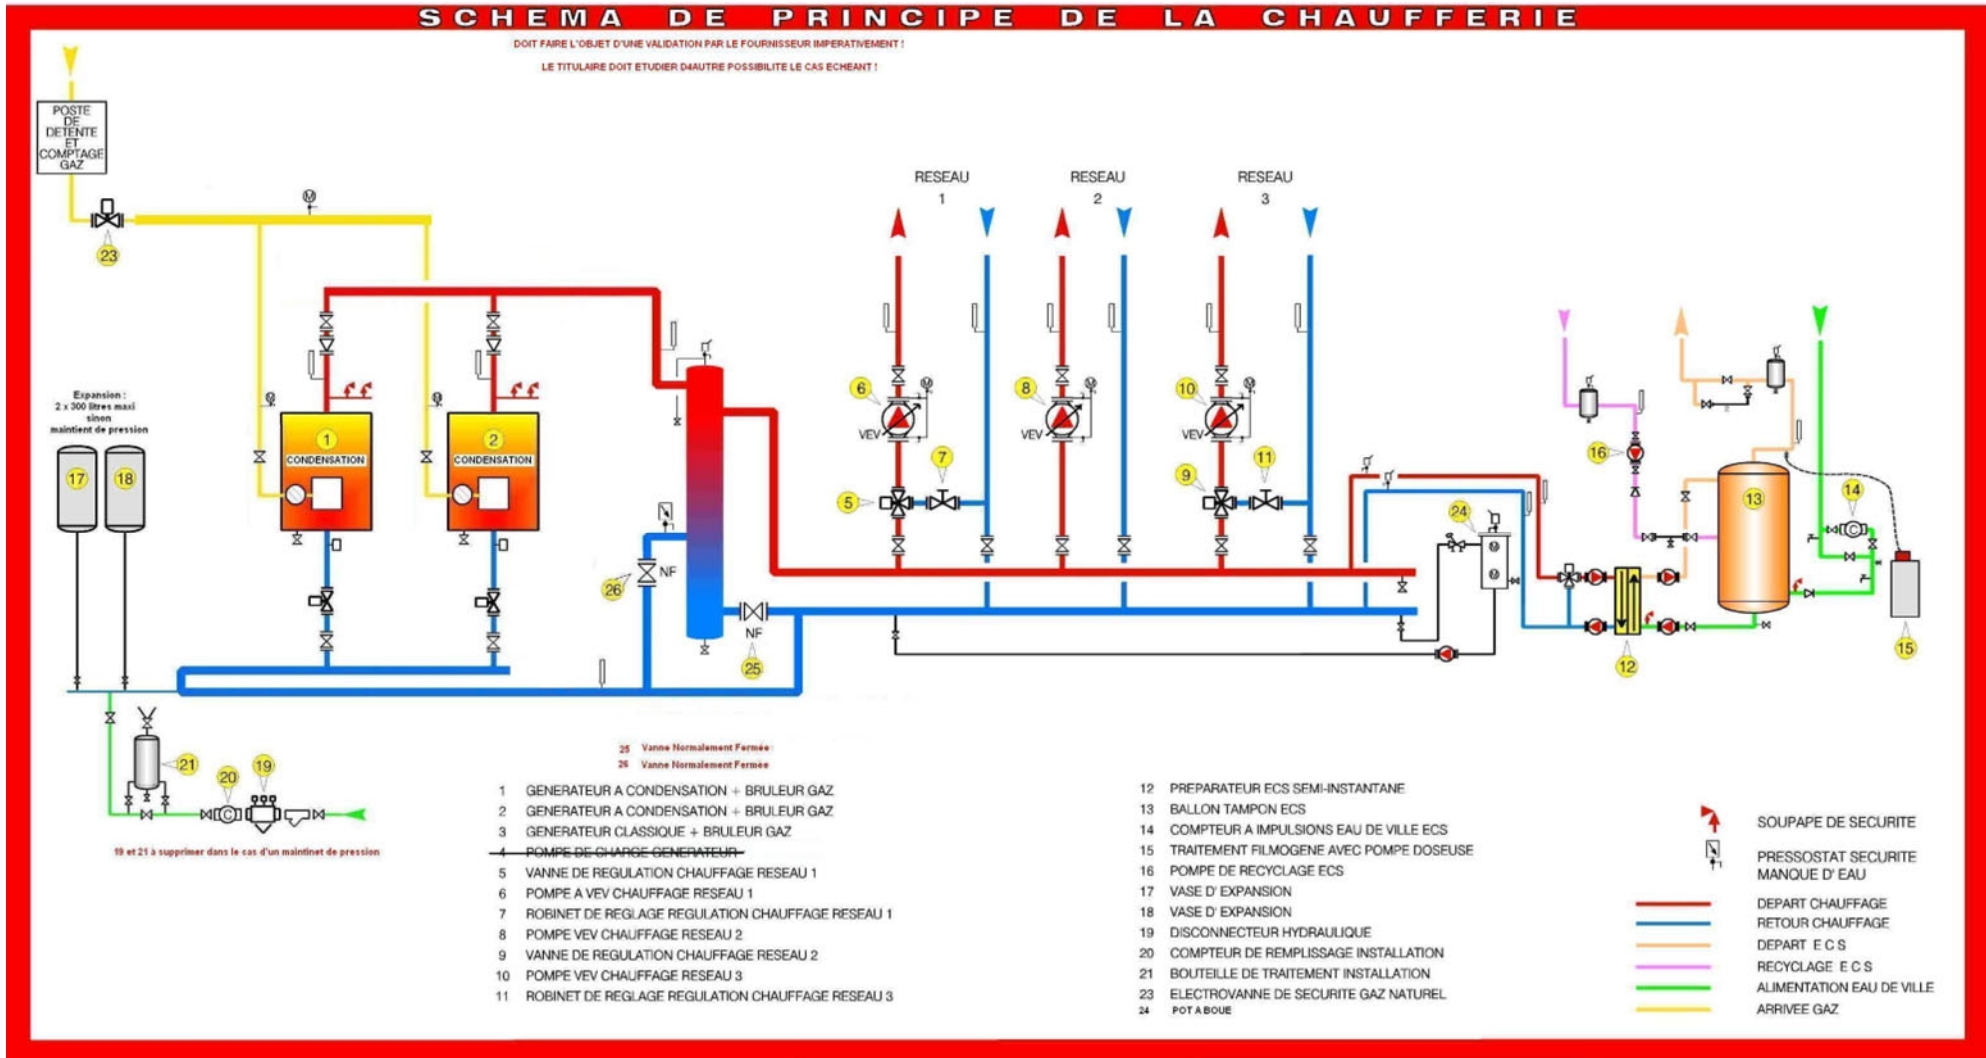 SCHEMA DE PRINCIPE DE LA CHAUFFERIE
DOIT FAIRE L'OBJET D'UNE VALIDATION PAR LE FOURNISSEUR IMPERATIVEMENT !
LE TITULAIRE DOIT ETUDIER D4AUTRE POSSIBILITE LE CAS ECHEANT !
POSTE
DE
DETENTE
ET
COMPTAGE
GAZ
23
M
RESEAU
1
RESEAU
2
RESEAU
3
Expansion :
2 x 300 litres maxi
sinon
maintient de pression
17
18
M
1
CONDENSATION
M
2
CONDENSATION
6
M
VEV
8
M
VEV
10
M
VEV
7
11
5
9
26
NF
NF
25
24
M
M
16
13
14
C
12
15
21
20
19
C
19 et 21 à supprimer dans le cas d'un maintinet de pression
25 Vanne Normalement Fermée
26 Vanne Normalement Fermée
1 GENERATEUR A CONDENSATION + BRULEUR GAZ
2 GENERATEUR A CONDENSATION + BRULEUR GAZ
3 GENERATEUR CLASSIQUE + BRULEUR GAZ
4 POMPE DE CHARGE GENERATEUR
5 VANNE DE REGULATION CHAUFFAGE RESEAU 1
6 POMPE A VEV CHAUFFAGE RESEAU 1
7 ROBINET DE REGLAGE REGULATION CHAUFFAGE RESEAU 1
8 POMPE VEV CHAUFFAGE RESEAU 2
9 VANNE DE REGULATION CHAUFFAGE RESEAU 2
10 POMPE VEV CHAUFFAGE RESEAU 3
11 ROBINET DE REGLAGE REGULATION CHAUFFAGE RESEAU 3
12 PREPARATEUR ECS SEMI-INSTANTANE
13 BALLON TAMPON ECS
14 COMPTEUR A IMPULSIONS EAU DE VILLE ECS
15 TRAITEMENT FILMOGENE AVEC POMPE DOSEUSE
16 POMPE DE RECYCLAGE ECS
17 VASE D' EXPANSION
18 VASE D' EXPANSION
19 DISCONNECTEUR HYDRAULIQUE
20 COMPTEUR DE REMPLISSAGE INSTALLATION
21 BOUTEILLE DE TRAITEMENT INSTALLATION
23 ELECTROVANNE DE SECURITE GAZ NATUREL
24 POT A BOUE
SOUPAPE DE SECURITE
PRESSOSTAT SECURITE
MANQUE D' EAU
DEPART CHAUFFAGE
RETOUR CHAUFFAGE
DEPART E C S
RECYCLAGE E C S
ALIMENTATION EAU DE VILLE
ARRIVEE GAZ